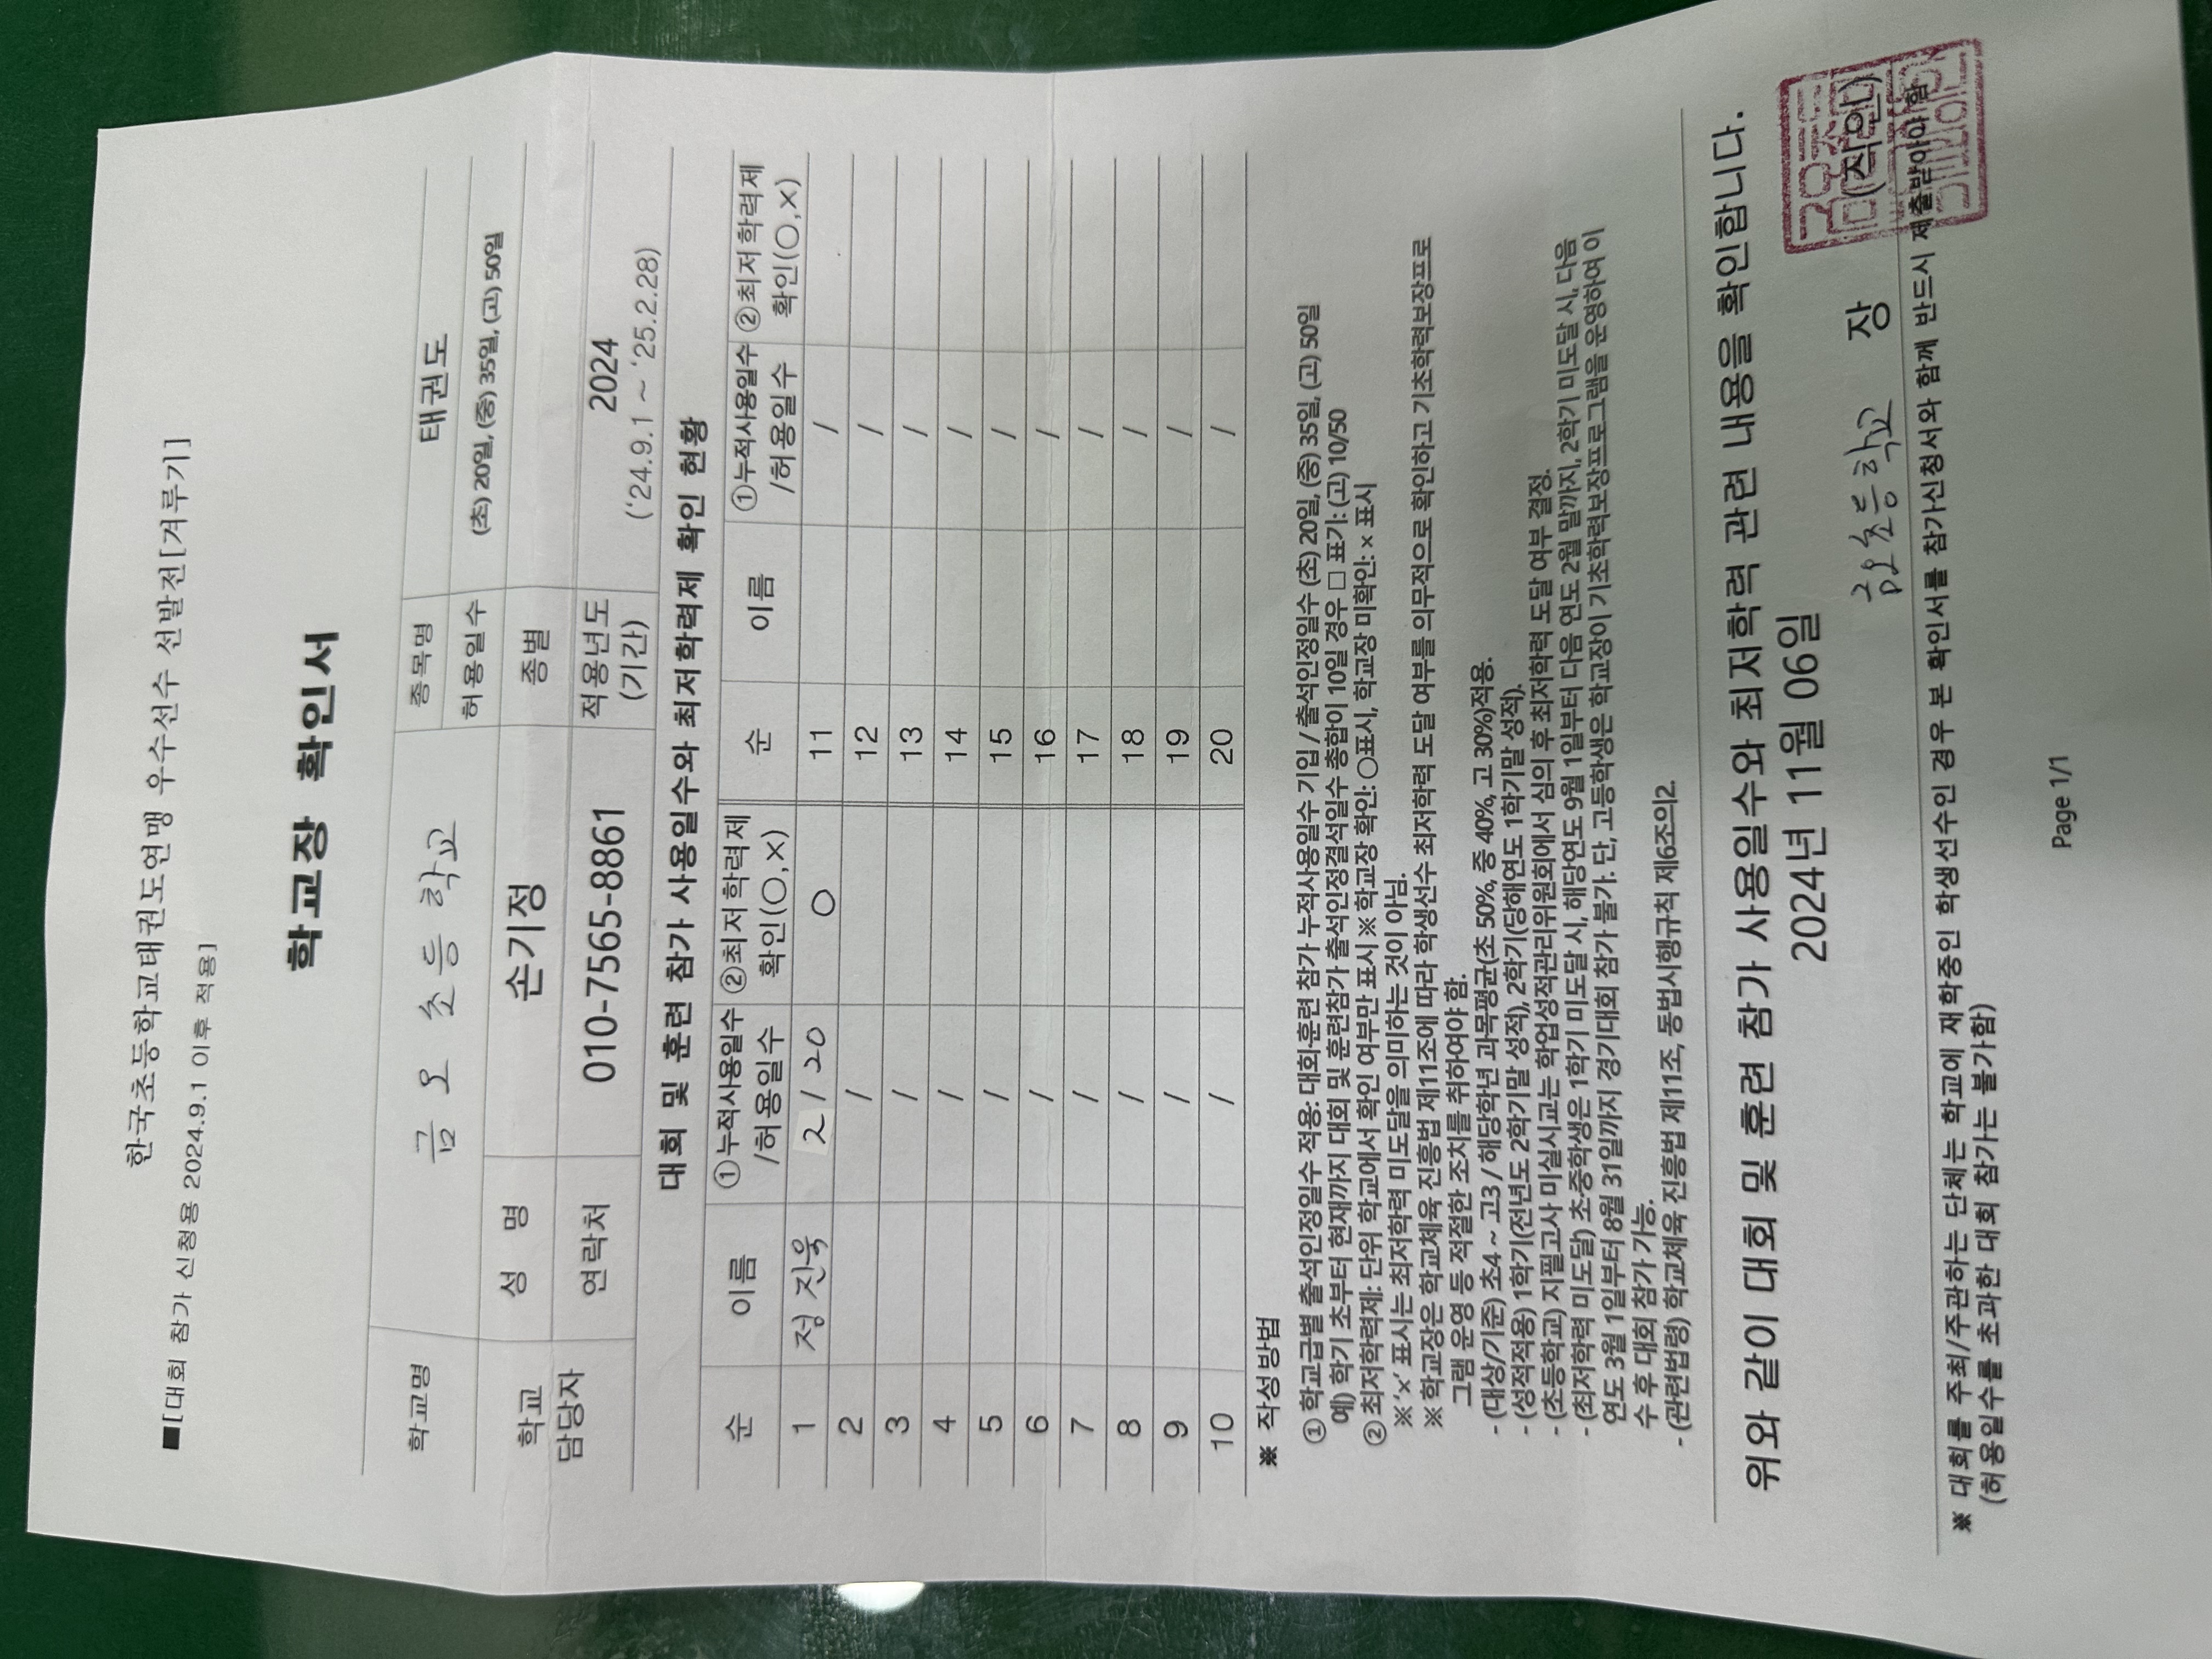 한국초등학교태권도연맹 우수선수 선발전[겨루기]
■[대회 참가 신청용 2024.9.1 이후 적용]
학교장 확인서
학교명 금오초등학교 종목명 태권도
허용일수 (초) 20일, (중) 35일, (고) 50일
학교 담당자 성 명 손기정 종별
연락처 010-7565-8861 적용년도 (기간) 2024 ('24.9.1 ~ '25.2.28)
대회 및 훈련 참가 사용일수와 최저학력제 확인 현황
순 이름 ①누적사용일수 /허용일수 ②최저학력제 확인(○,×) 순 이름 ①누적사용일수 /허용일수 ②최저학력제 확인(○,×)
1 정진욱 2 / 20 ○ 11 /
2 / 12 /
3 / 13 /
4 / 14 /
5 / 15 /
6 / 16 /
7 / 17 /
8 / 18 /
9 / 19 /
10 / 20 /
※ 작성방법
① 학교급별 출석인정일수 적용: 대회·훈련 참가 누적사용일수 기입 / 출석인정일수 (초) 20일, (중) 35일, (고) 50일
예) 학기 초부터 현재까지 대회 및 훈련참가 출석인정결석일수 총합이 10일 경우 □ 표기: (고) 10/50
② 최저학력제: 단위 학교에서 확인 여부만 표시 ※ 학교장 확인: ○표시, 학교장 미확인: × 표시
※ '×' 표시는 최저학력 미도달을 의미하는 것이 아님.
※ 학교장은 학교체육 진흥법 제11조에 따라 학생선수 최저학력 도달 여부를 의무적으로 확인하고 기초학력보장프로
그램 운영 등 적절한 조치를 취하여야 함.
- (대상/기준) 초4 ~ 고3 / 해당학년 과목평균(초 50%, 중 40%, 고 30%)적용.
- (성적적용) 1학기(전년도 2학기말 성적), 2학기(당해연도 1학기말 성적).
- (초등학교) 지필고사 미실시교는 학업성적관리위원회에서 심의 후 최저학력 도달 여부 결정.
- (최저학력 미도달) 초·중학생은 1학기 미도달 시, 해당연도 9월 1일부터 다음 연도 2월 말까지, 2학기 미도달 시, 다음
연도 3월 1일부터 8월 31일까지 경기대회 참가 불가. 단, 고등학생은 학교장이 기초학력보장프로그램을 운영하여 이
수 후 대회 참가 가능.
- (관련법령) 학교체육 진흥법 제11조, 동법시행규칙 제6조의2.
위와 같이 대회 및 훈련 참가 사용일수와 최저학력 관련 내용을 확인합니다.
2024년 11월 06일
금오초등학교 장 (직인)
※ 대회를 주최/주관하는 단체는 학교에 재학중인 학생선수인 경우 본 확인서를 참가신청서와 함께 반드시 제출받아야 함
(허용일수를 초과한 대회 참가는 불가함)
Page 1/1